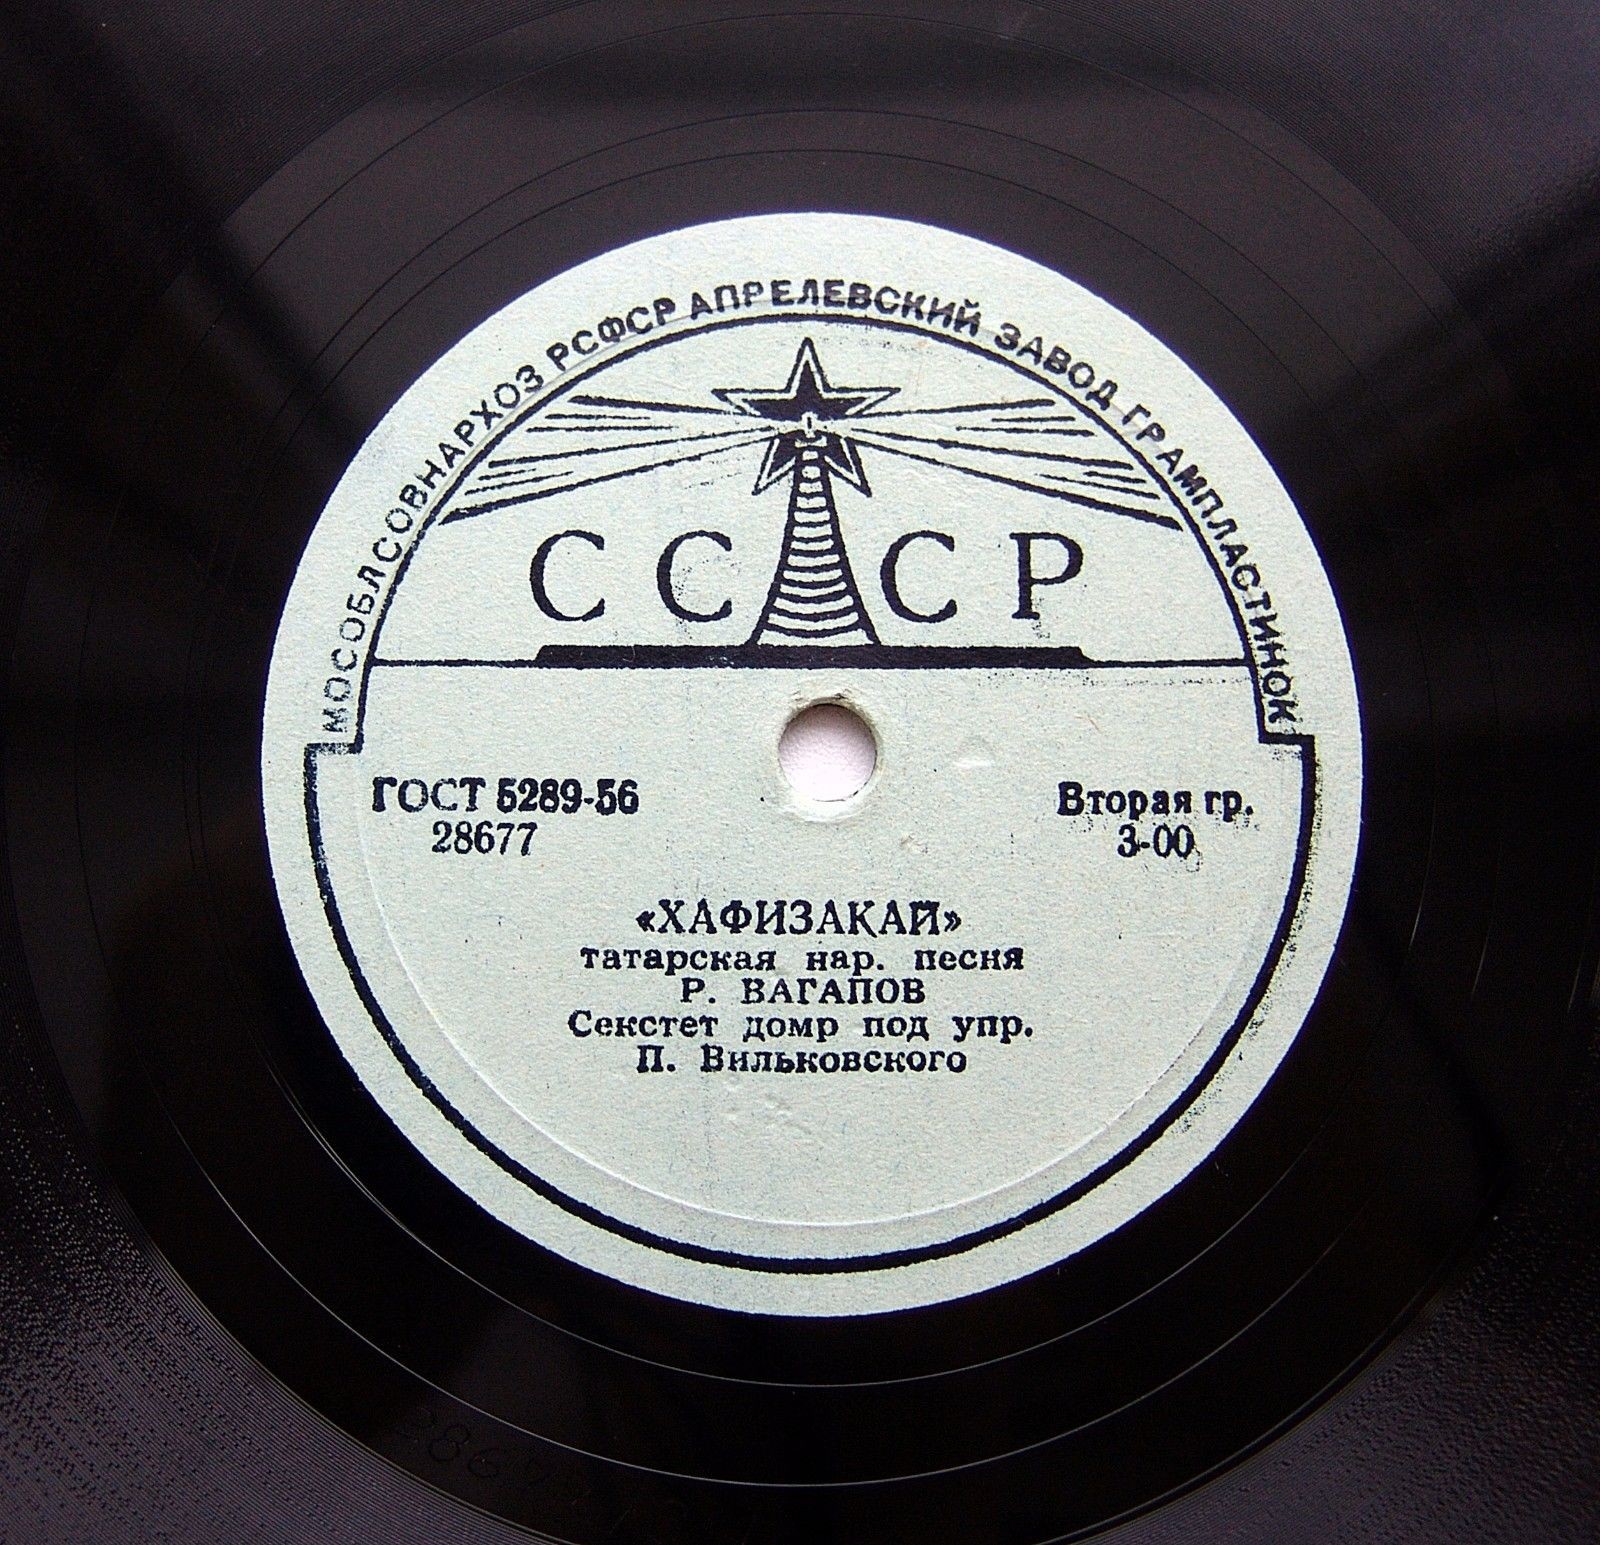 МОСОБЛСОВНАРХОЗ РСФСР АПРЕЛЕВСКИЙ ЗАВОД ГРАМПЛАСТИНОК
СССР
ГОСТ 5289-56
28677
Вторая гр.
3-00
«ХАФИЗАКАЙ»
татарская нар. песня
Р. ВАГАПОВ
Секстет домр под упр.
П. Вильковского